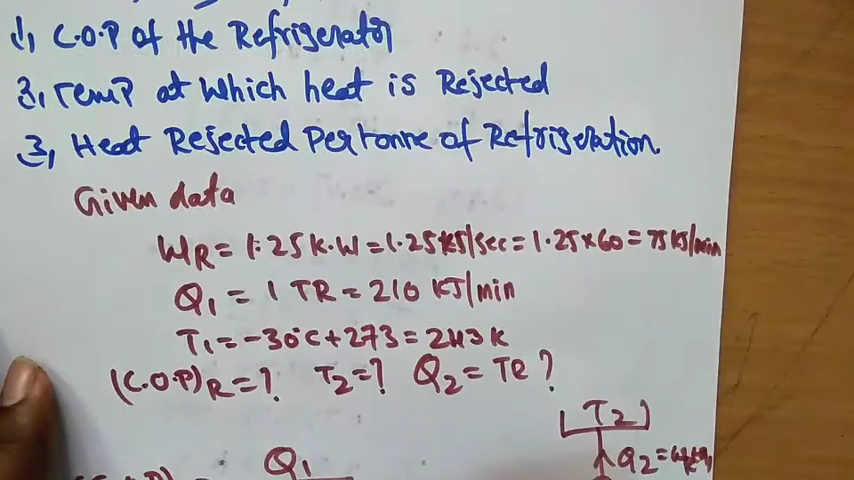 1, C.O.P of the Refrigerator
2, Temp at which heat is Rejected
3, Heat Rejected Per tonne of Refrigeration.
Given data
WR = 1.25 K.W = 1.25 KJ/sec = 1.25 x 60 = 75 KJ/min
Q1 = 1 TR = 210 KJ/min
T1 = -30°C + 273 = 243 K
(C.O.P)R = ? T2 = ? Q2 = TR ?
[T2]
Q1
Q2 =